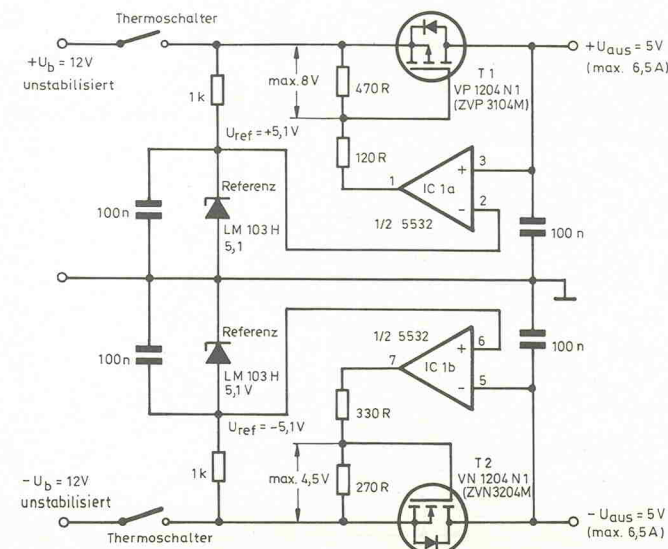 Thermoschalter
+Ub = 12V
unstabilisiert
1k
max. 8V
470R
T1
VP 1204 N1
(ZVP 3104M)
+Uaus = 5V
(max. 6,5A)
Uref = +5,1V
120R
1
3
+
IC 1a
2
-
1/2 5532
100n
Referenz
LM 103 H
5,1
100 n
100n
Referenz
LM 103 H
5,1 V
1/2 5532
7
+
6
IC 1b
-
5
100n
330R
Uref = -5,1V
1k
max. 4,5V
270R
T2
VN 1204 N1
(ZVN3204M)
-Ub = 12V
unstabilisiert
Thermoschalter
-Uaus = 5V
(max. 6,5A)